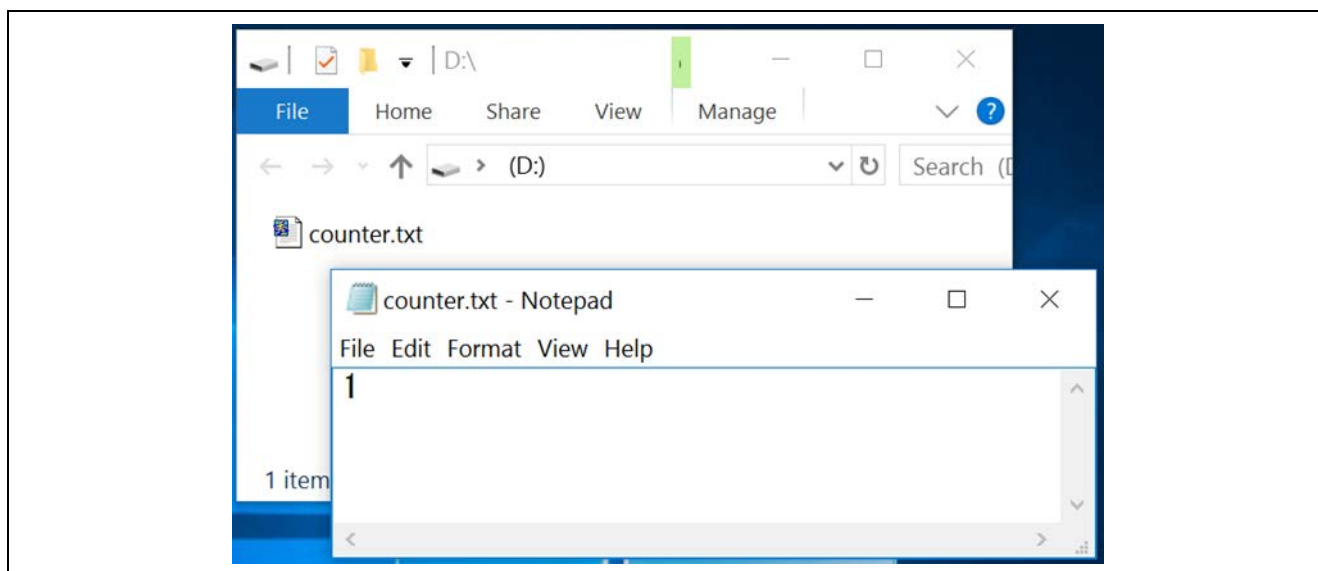 D:\
File Home Share View Manage ?
(D:)
Search (D
counter.txt
counter.txt - Notepad
File Edit Format View Help
1
1 item